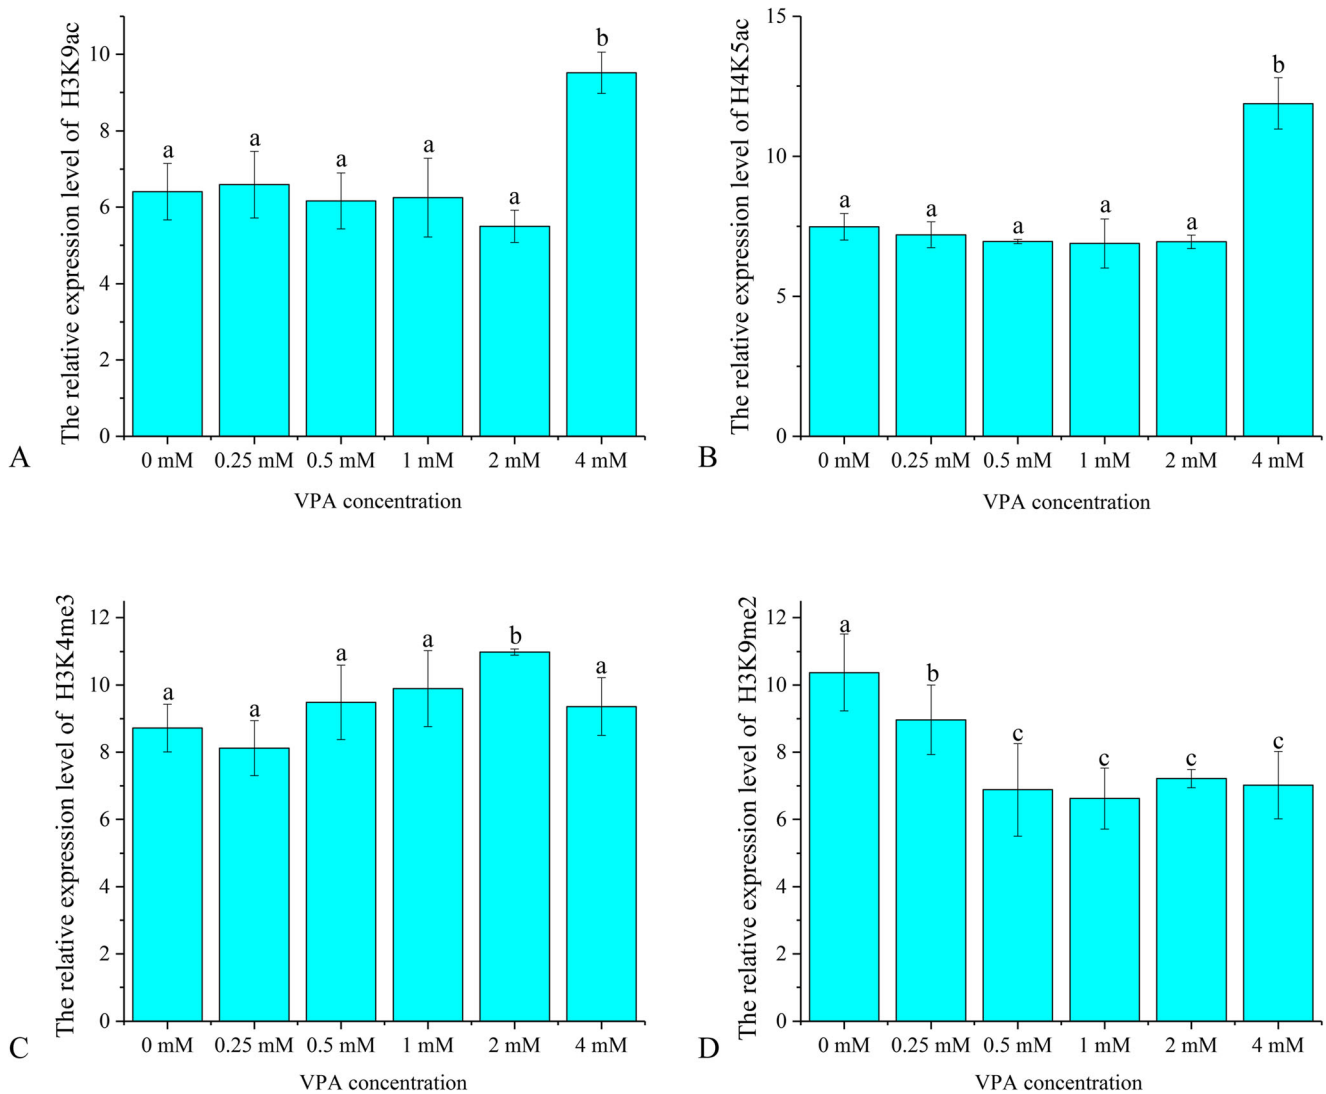 The relative expression level of H3K9ac
10
8
6
4
2
0
a
a
a
a
a
b
0 mM
0.25 mM
0.5 mM
1 mM
2 mM
4 mM
VPA concentration
A
The relative expression level of H4K5ac
15
10
5
0
a
a
a
a
a
b
0 mM
0.25 mM
0.5 mM
1 mM
2 mM
4 mM
VPA concentration
B
The relative expression level of H3K4me3
12
10
8
6
4
2
0
a
a
a
a
b
a
0 mM
0.25 mM
0.5 mM
1 mM
2 mM
4 mM
VPA concentration
C
The relative expression level of H3K9me2
12
10
8
6
4
2
0
a
b
c
c
c
c
0 mM
0.25 mM
0.5 mM
1 mM
2 mM
4 mM
VPA concentration
D